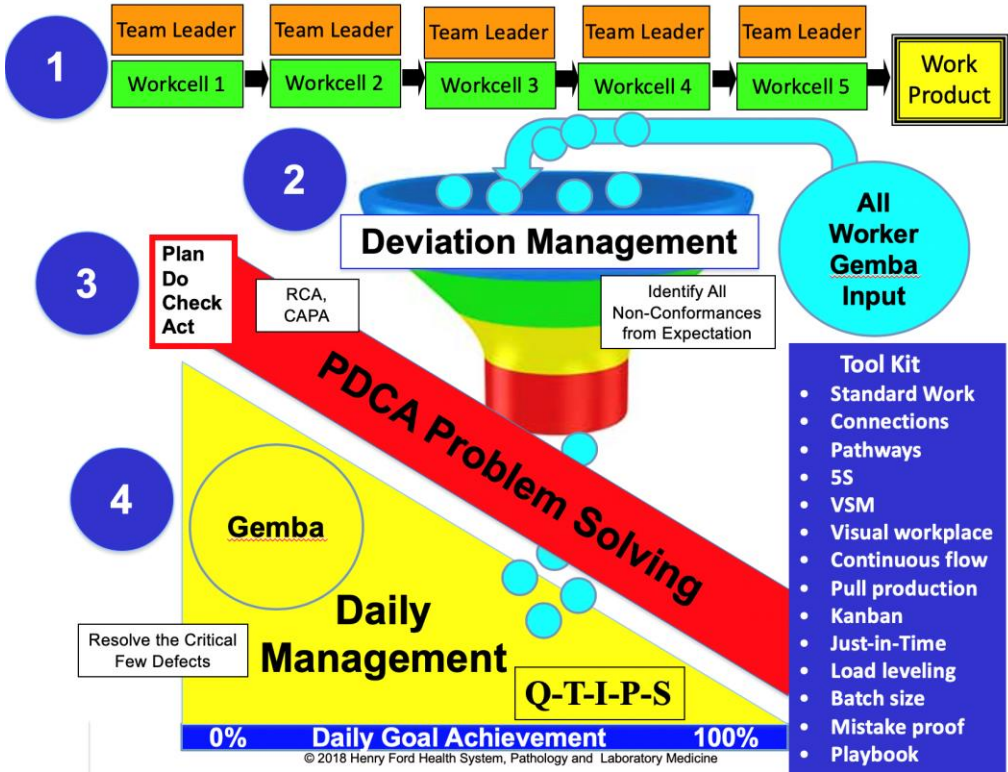 1
Team Leader
Workcell 1
Team Leader
Workcell 2
Team Leader
Workcell 3
Team Leader
Workcell 4
Team Leader
Workcell 5
Work
Product
2
Deviation Management
Identify All
Non-Conformances
from Expectation
All
Worker
Gemba
Input
3
Plan
Do
Check
Act
RCA,
CAPA
PDCA Problem Solving
4
Gemba
Daily
Management
Resolve the Critical
Few Defects
Q-T-I-P-S
0% Daily Goal Achievement 100%
© 2018 Henry Ford Health System, Pathology and Laboratory Medicine
Tool Kit
• Standard Work
• Connections
• Pathways
• 5S
• VSM
• Visual workplace
• Continuous flow
• Pull production
• Kanban
• Just-in-Time
• Load leveling
• Batch size
• Mistake proof
• Playbook